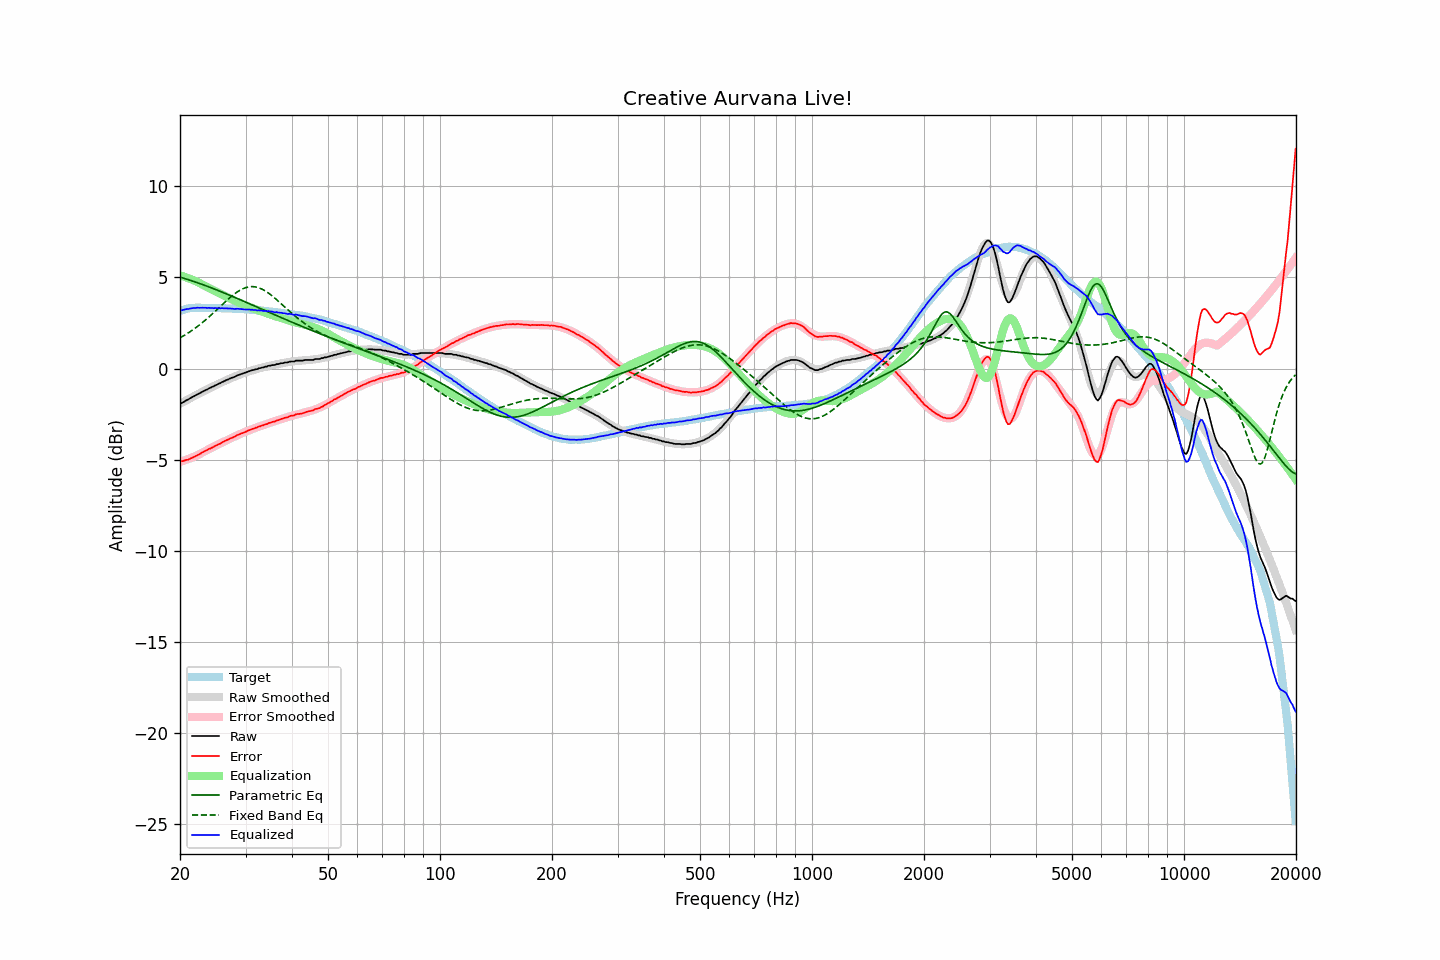 Creative Aurvana Live!
Amplitude (dBr)
10
5
0
−5
−10
−15
−20
−25
Target
Raw Smoothed
Error Smoothed
Raw
Error
Equalization
Parametric Eq
Fixed Band Eq
Equalized
20
50
100
200
500
1000
2000
5000
10000
20000
Frequency (Hz)